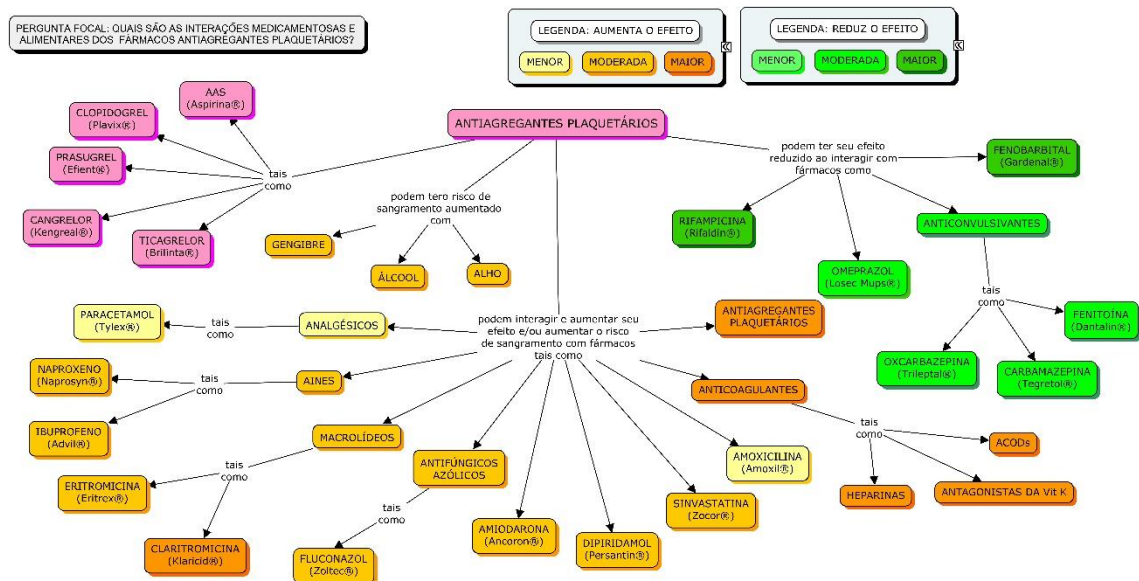 PERGUNTA FOCAL: QUAIS SÃO AS INTERAÇÕES MEDICAMENTOSAS E
ALIMENTARES DOS FÁRMACOS ANTIAGREGANTES PLAQUETÁRIOS?
LEGENDA: AUMENTA O EFEITO
MENOR
MODERADA
MAIOR
LEGENDA: REDUZ O EFEITO
MENOR
MODERADA
MAIOR
ANTIAGREGANTES PLAQUETÁRIOS
tais
como
AAS
(Aspirina®)
CLOPIDOGREL
(Plavix®)
PRASUGREL
(Efient®)
CANGRELOR
(Kengreal®)
TICAGRELOR
(Brilinta®)
podem tero risco de
sangramento aumentado
com
GENGIBRE
ÁLCOOL
ALHO
podem ter seu efeito
reduzido ao interagir com
fármacos como
FENOBARBITAL
(Gardenal®)
RIFAMPICINA
(Rifaldin®)
OMEPRAZOL
(Losec Mups®)
ANTICONVULSIVANTES
tais
como
FENITOÍNA
(Dantalin®)
OXCARBAZEPINA
(Trileptal®)
CARBAMAZEPINA
(Tegretol®)
podem interagir e aumentar seu
efeito e/ou aumentar o risco
de sangramento com fármacos
tais como
ANALGÉSICOS
tais
como
PARACETAMOL
(Tylex®)
AINES
tais
como
NAPROXENO
(Naprosyn®)
IBUPROFENO
(Advil®)
MACROLÍDEOS
tais
como
ERITROMICINA
(Eritrex®)
CLARITROMICINA
(Klaricid®)
ANTIFÚNGICOS
AZÓLICOS
tais
como
FLUCONAZOL
(Zoltec®)
AMIODARONA
(Ancoron®)
DIPIRIDAMOL
(Persantin®)
SINVASTATINA
(Zocor®)
AMOXICILINA
(Amoxil®)
ANTIAGREGANTES
PLAQUETÁRIOS
ANTICOAGULANTES
tais
como
HEPARINAS
ANTAGONISTAS DA Vit K
ACODs